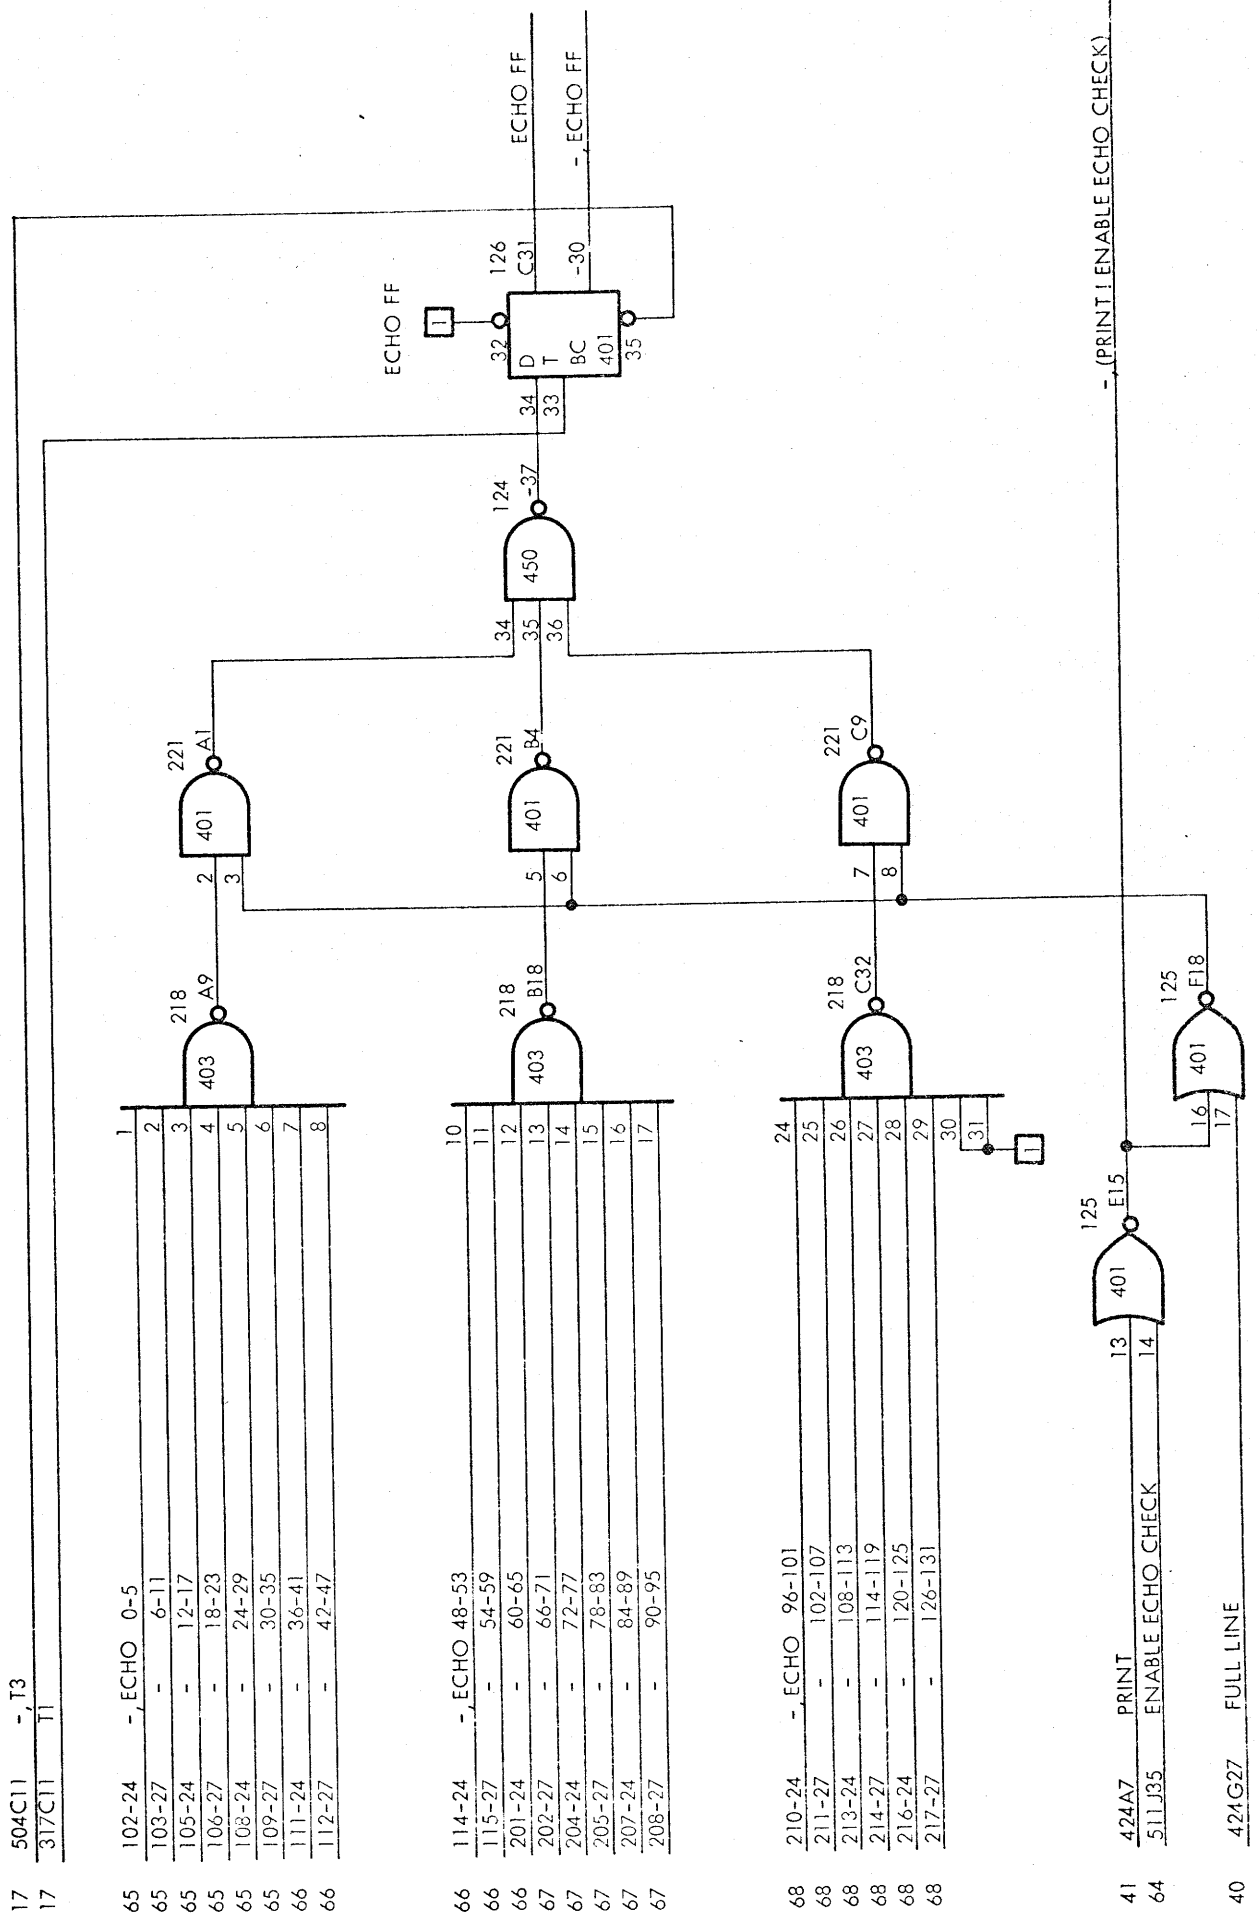 17 504C11 -,T3
17 317C11 T1
65 102-24 -,ECHO 0-5 1
65 103-27 - 6-11 2
65 105-24 - 12-17 3
65 106-27 - 18-23 4
65 108-24 - 24-29 5
65 109-27 - 30-35 6
66 111-24 - 36-41 7
66 112-27 - 42-47 8
403
218
A9
2
3
401
221
A1
66 114-24 -,ECHO 48-53 10
66 115-27 - 54-59 11
66 201-24 - 60-65 12
67 202-27 - 66-71 13
67 204-24 - 72-77 14
67 205-27 - 78-83 15
67 207-24 - 84-89 16
67 208-27 - 90-95 17
403
218
B18
5
6
401
221
B4
34
35
36
450
124
-37
ECHO FF
1
34
33
32
D
T
BC
401
35
126
C31
-30
ECHO FF
-,ECHO FF
68 210-24 -,ECHO 96-101 24
68 211-27 - 102-107 25
68 213-24 - 108-113 26
68 214-27 - 114-119 27
68 216-24 - 120-125 28
68 217-27 - 126-131 29
30
31
1
403
218
C32
7
8
401
221
C9
41 424A7 PRINT 13
64 511J35 ENABLE ECHO CHECK 14
401
125
E15
-,(PRINT ! ENABLE ECHO CHECK)
40 424G27 FULL LINE
16
17
401
125
F18